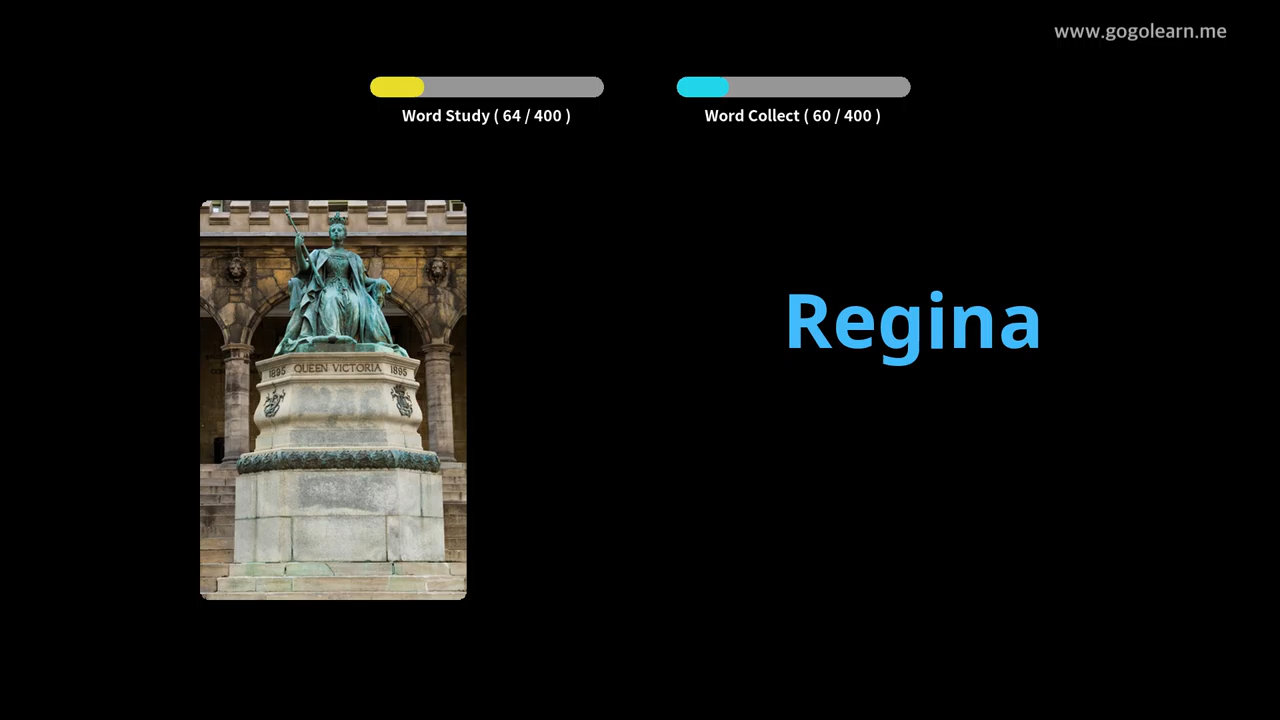 www.gogolearn.me
Word Study ( 64 / 400 )
Word Collect ( 60 / 400 )
1895 QUEEN VICTORIA 1895
Regina